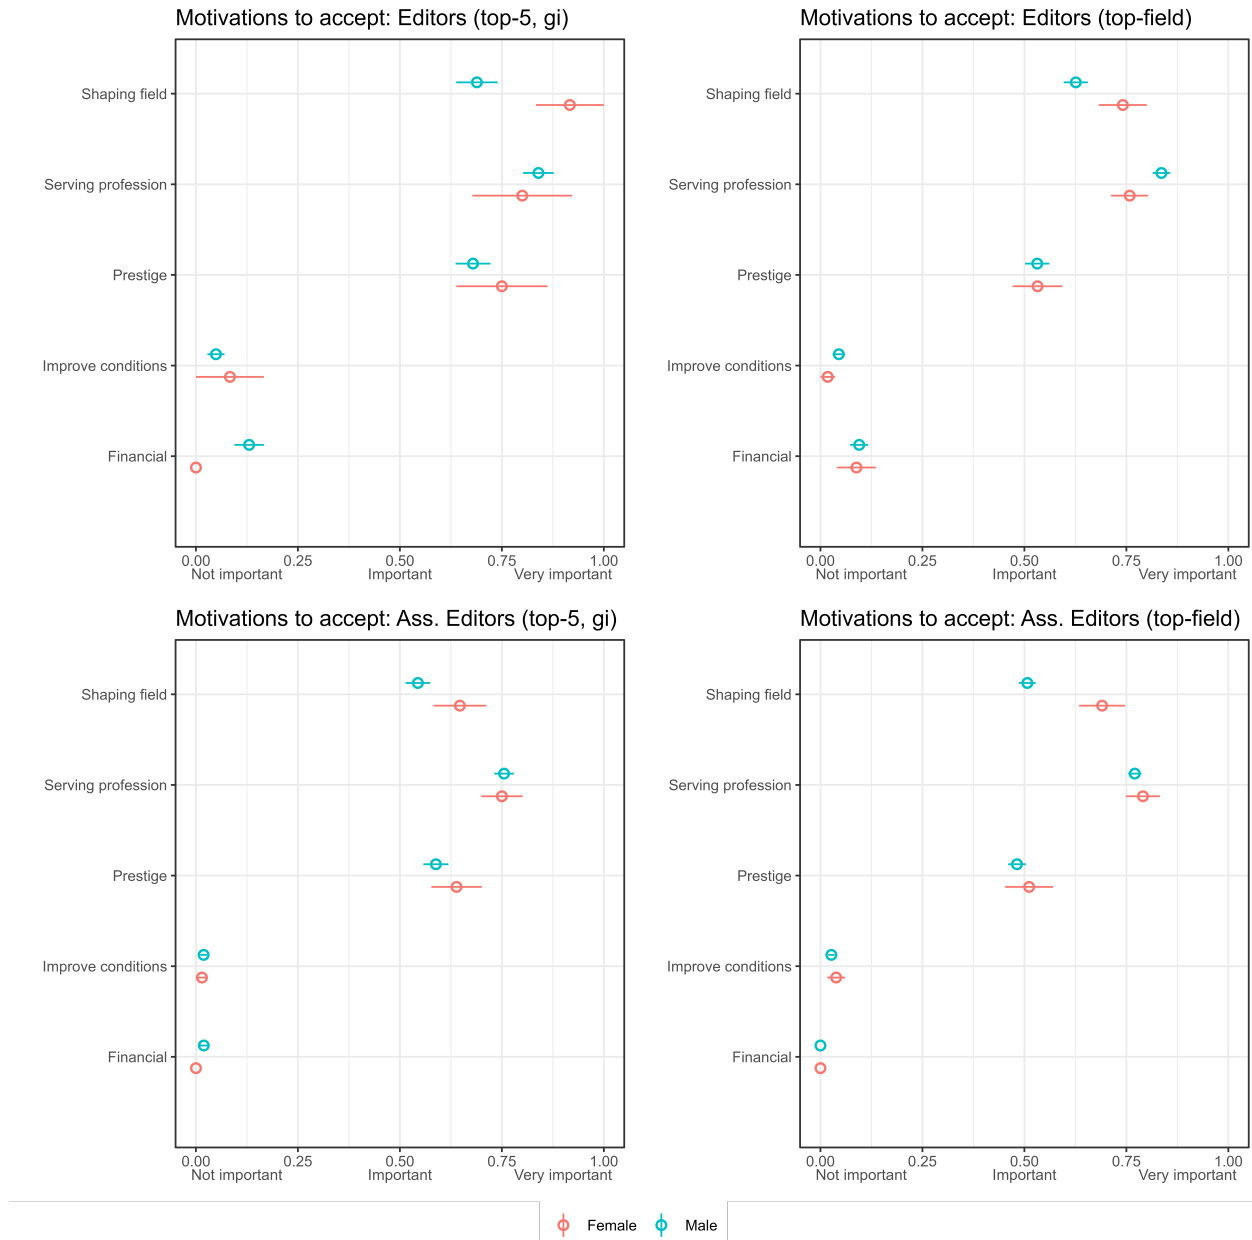 Motivations to accept: Editors (top-5, gi)
Shaping field
Serving profession
Prestige
Improve conditions
Financial
0.00 0.25 0.50 0.75 1.00
Not important Important Very important
Motivations to accept: Editors (top-field)
Shaping field
Serving profession
Prestige
Improve conditions
Financial
0.00 0.25 0.50 0.75 1.00
Not important Important Very important
Motivations to accept: Ass. Editors (top-5, gi)
Shaping field
Serving profession
Prestige
Improve conditions
Financial
0.00 0.25 0.50 0.75 1.00
Not important Important Very important
Motivations to accept: Ass. Editors (top-field)
Shaping field
Serving profession
Prestige
Improve conditions
Financial
0.00 0.25 0.50 0.75 1.00
Not important Important Very important
Female Male